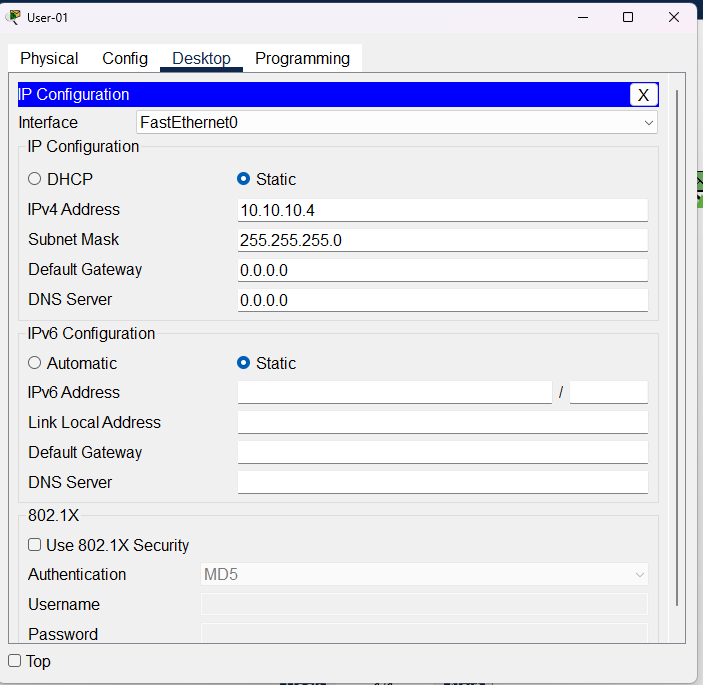 User-01
Physical Config Desktop Programming
IP Configuration X
Interface FastEthernet0
IP Configuration
DHCP Static
IPv4 Address 10.10.10.4
Subnet Mask 255.255.255.0
Default Gateway 0.0.0.0
DNS Server 0.0.0.0
IPv6 Configuration
Automatic Static
IPv6 Address /
Link Local Address
Default Gateway
DNS Server
802.1X
Use 802.1X Security
Authentication MD5
Username
Password
Top